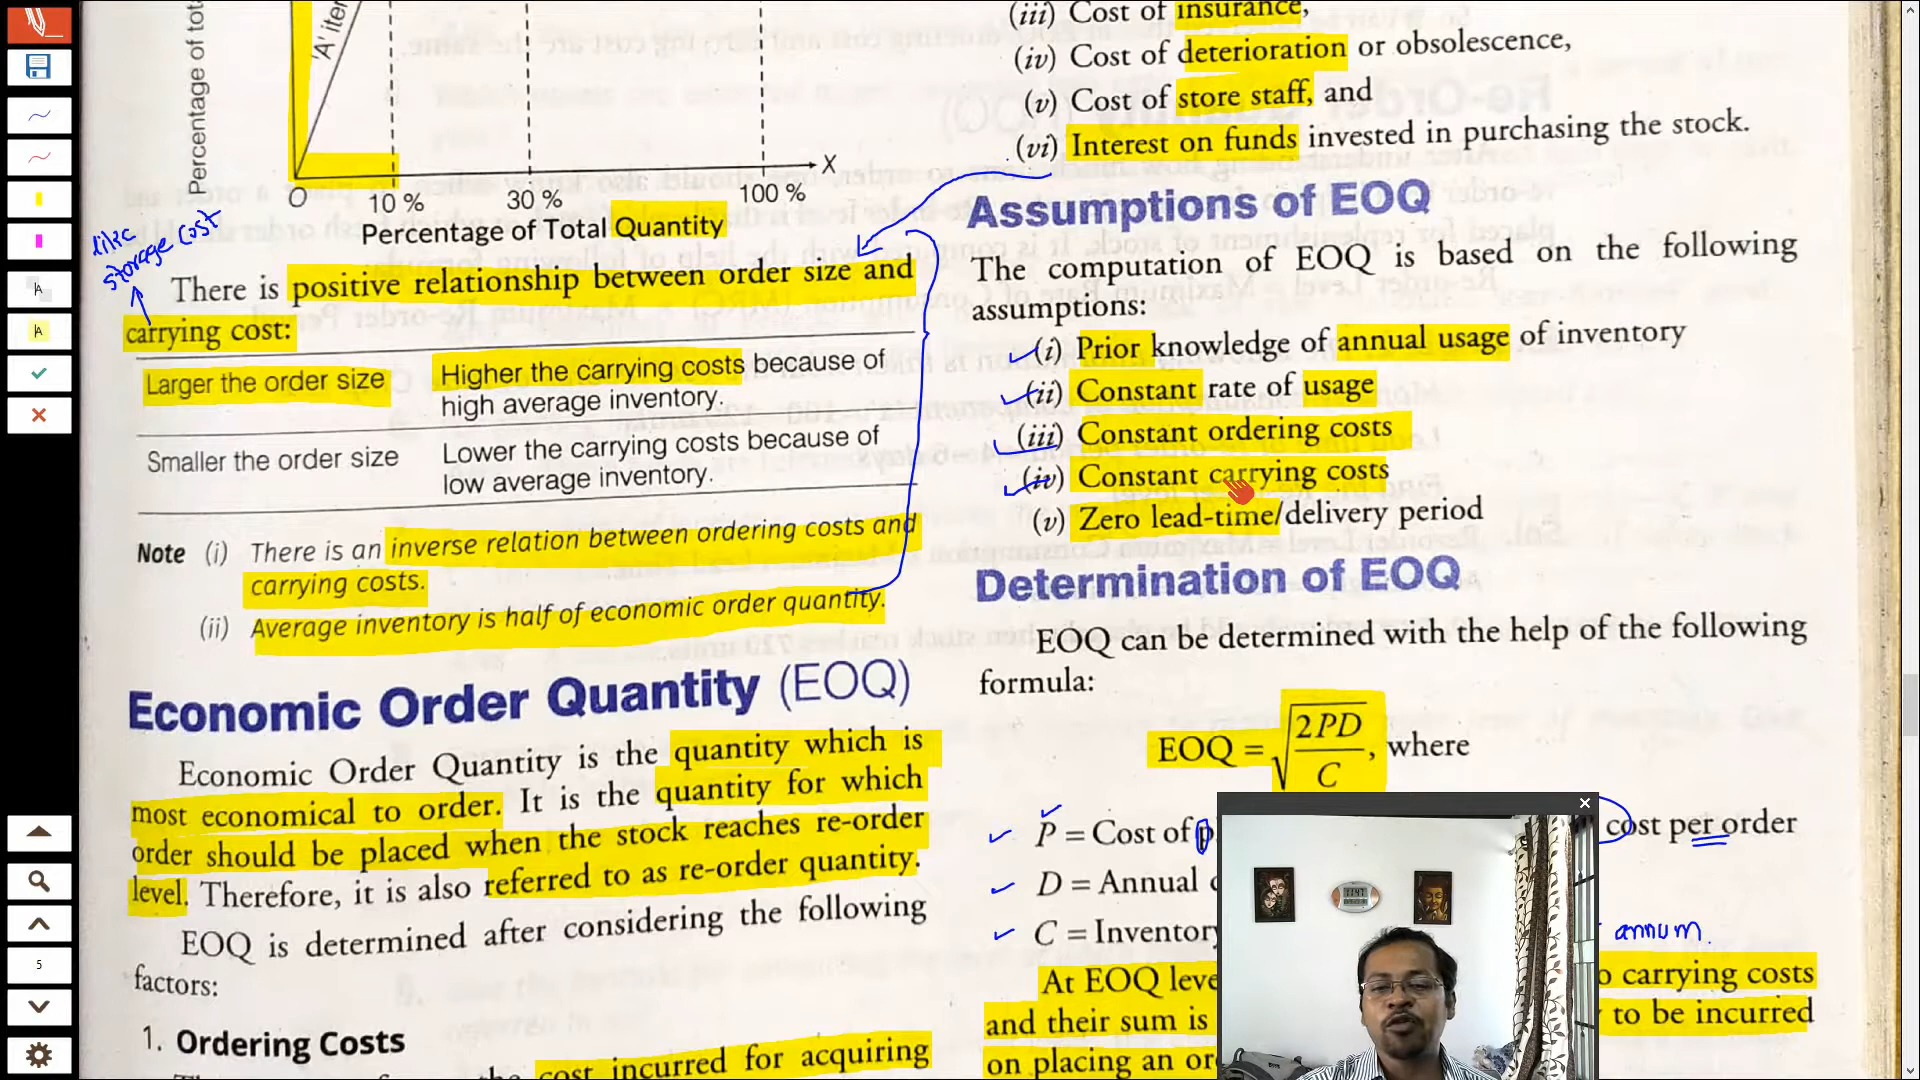 Percentage of tota
'A' iter
O
10 %
30 %
100 %
X
Percentage of Total Quantity
like
storage cost
There is positive relationship between order size and
carrying cost:
Larger the order size
Higher the carrying costs because of
high average inventory.
Smaller the order size
Lower the carrying costs because of
low average inventory.
Note (i) There is an inverse relation between ordering costs and
carrying costs.
(ii) Average inventory is half of economic order quantity.
Economic Order Quantity (EOQ)
Economic Order Quantity is the quantity which is
most economical to order. It is the quantity for which
order should be placed when the stock reaches re-order
level. Therefore, it is also referred to as re-order quantity.
EOQ is determined after considering the following
factors:
1. Ordering Costs
cost incurred for acquiring
(iii) Cost of insurance,
(iv) Cost of deterioration or obsolescence,
(v) Cost of store staff, and
(vi) Interest on funds invested in purchasing the stock.
Assumptions of EOQ
The computation of EOQ is based on the following
assumptions:
(i) Prior knowledge of annual usage of inventory
(ii) Constant rate of usage
(iii) Constant ordering costs
(iv) Constant carrying costs
(v) Zero lead-time/delivery period
Determination of EOQ
EOQ can be determined with the help of the following
formula:
EOQ = √(2PD/C), where
P = Cost of p cost per order
D = Annual c
C = Inventory annum.
At EOQ leve o carrying costs
and their sum is to be incurred
on placing an or
5